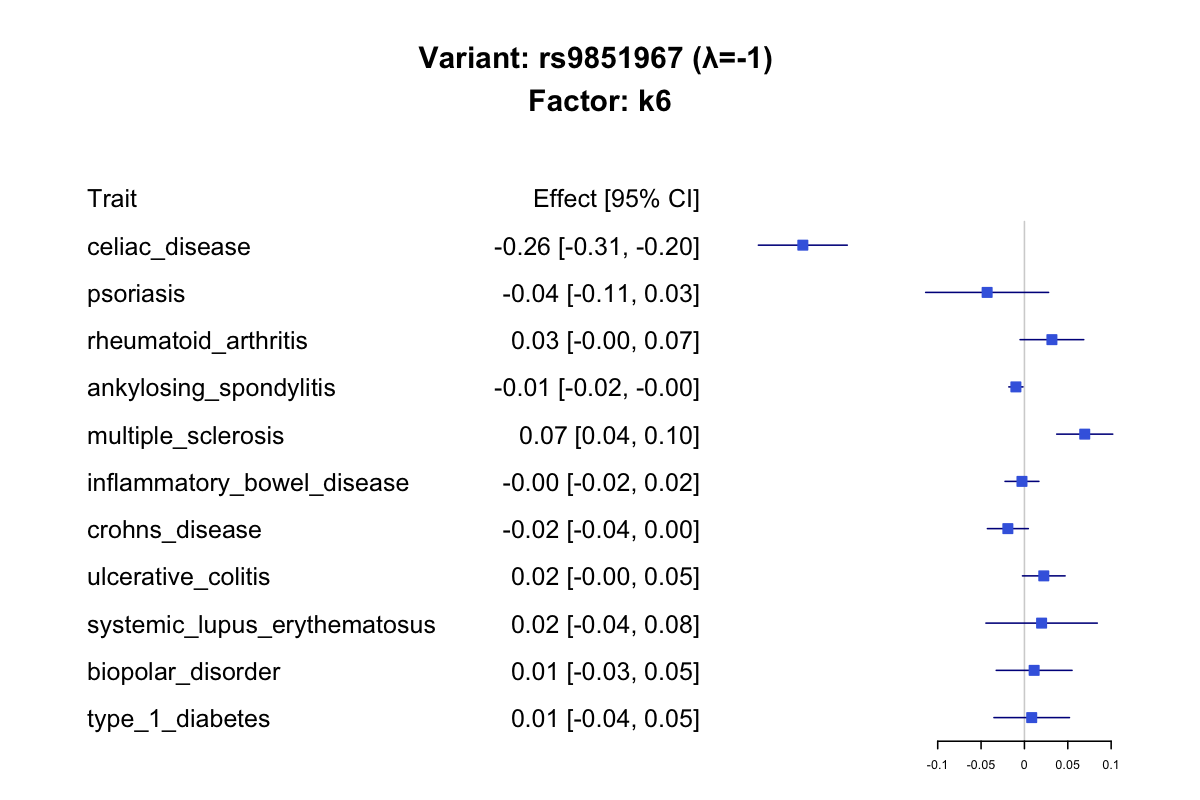 Variant: rs9851967 (λ=-1)
Factor: k6
Trait Effect [95% CI]
celiac_disease -0.26 [-0.31, -0.20]
psoriasis -0.04 [-0.11, 0.03]
rheumatoid_arthritis 0.03 [-0.00, 0.07]
ankylosing_spondylitis -0.01 [-0.02, -0.00]
multiple_sclerosis 0.07 [0.04, 0.10]
inflammatory_bowel_disease -0.00 [-0.02, 0.02]
crohns_disease -0.02 [-0.04, 0.00]
ulcerative_colitis 0.02 [-0.00, 0.05]
systemic_lupus_erythematosus 0.02 [-0.04, 0.08]
biopolar_disorder 0.01 [-0.03, 0.05]
type_1_diabetes 0.01 [-0.04, 0.05]
-0.1 -0.05 0 0.05 0.1